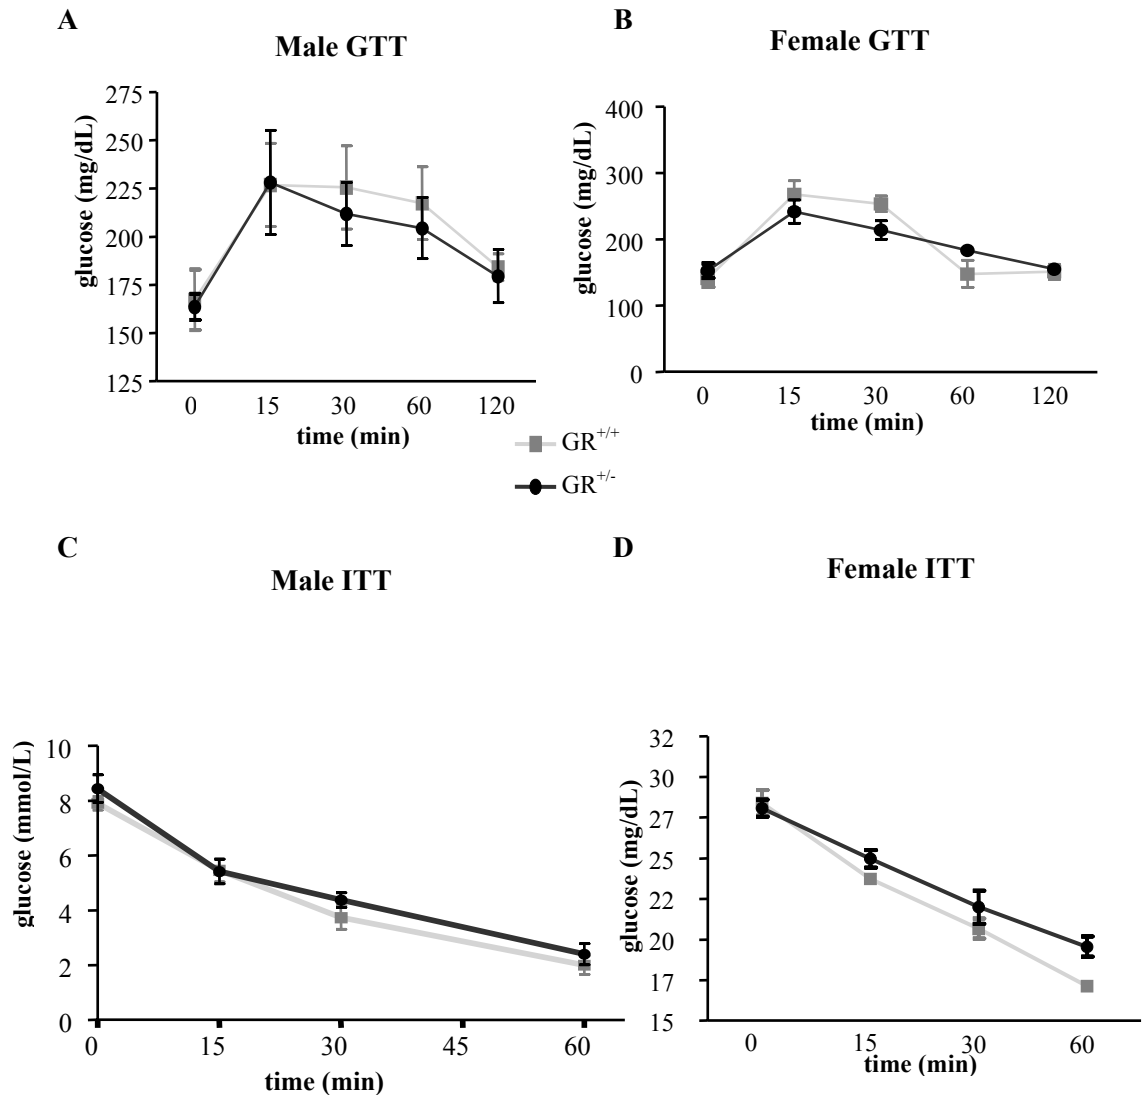 A
Male GTT
glucose (mg/dL)
275
250
225
200
175
150
125
0 15 30 60 120
time (min)
B
Female GTT
glucose (mg/dL)
400
300
200
100
0
0 15 30 60 120
time (min)
GR+/+
GR+/-
C
Male ITT
glucose (mmol/L)
10
8
6
4
2
0
0 15 30 45 60
time (min)
D
Female ITT
glucose (mg/dL)
32
30
27
25
22
20
17
15
0 15 30 60
time (min)